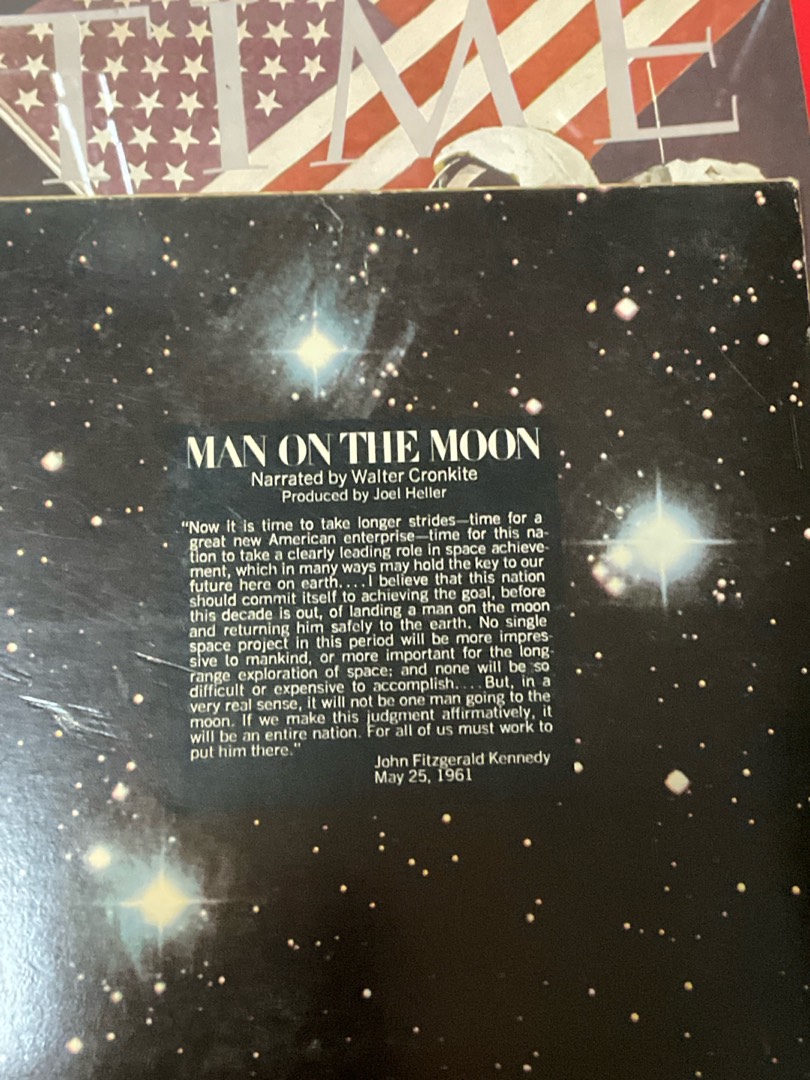 TIME
MAN ON THE MOON
Narrated by Walter Cronkite
Produced by Joel Heller
"Now it is time to take longer strides—time for a
great new American enterprise—time for this na-
tion to take a clearly leading role in space achieve-
ment, which in many ways may hold the key to our
future here on earth....I believe that this nation
should commit itself to achieving the goal, before
this decade is out, of landing a man on the moon
and returning him safely to the earth. No single
space project in this period will be more impres-
sive to mankind, or more important for the long-
range exploration of space; and none will be so
difficult or expensive to accomplish....But, in a
very real sense, it will not be one man going to the
moon. If we make this judgment affirmatively, it
will be an entire nation. For all of us must work to
put him there."
John Fitzgerald Kennedy
May 25, 1961